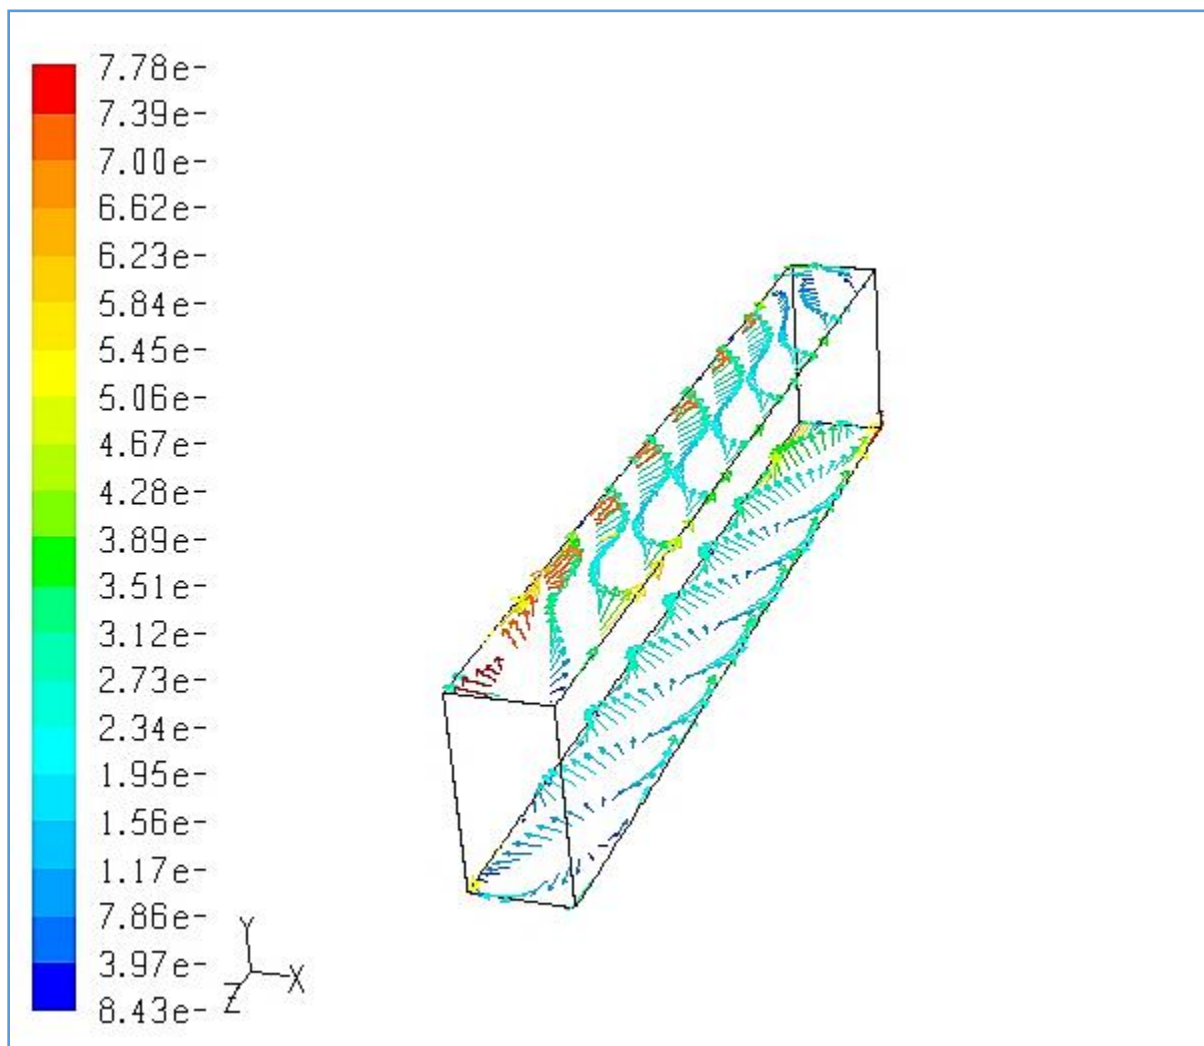 7.78e-
7.39e-
7.00e-
6.62e-
6.23e-
5.84e-
5.45e-
5.06e-
4.67e-
4.28e-
3.89e-
3.51e-
3.12e-
2.73e-
2.34e-
1.95e-
1.56e-
1.17e-
7.86e-
3.97e-
8.43e-
Y
X
Z